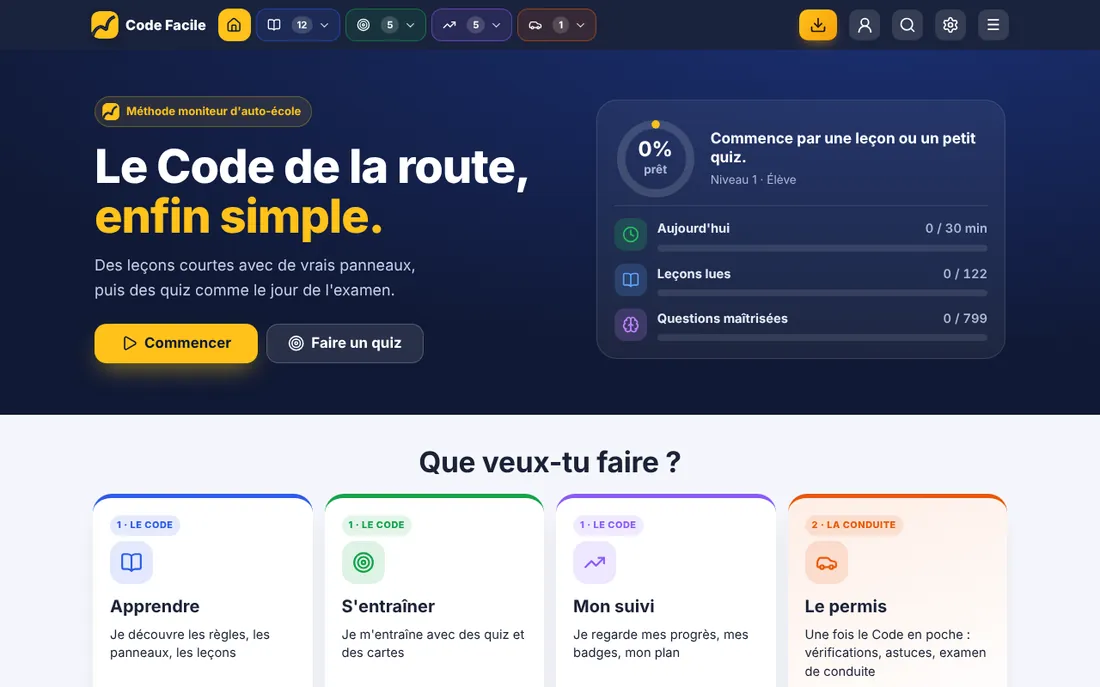 Code Facile
12
5
5
1
Méthode moniteur d'auto-école
Le Code de la route,
enfin simple.
Des leçons courtes avec de vrais panneaux,
puis des quiz comme le jour de l'examen.
Commencer
Faire un quiz
0%
prêt
Commence par une leçon ou un petit
quiz.
Niveau 1 · Élève
Aujourd'hui 0 / 30 min
Leçons lues 0 / 122
Questions maîtrisées 0 / 799
Que veux-tu faire ?
1 · LE CODE
Apprendre
Je découvre les règles, les
panneaux, les leçons
1 · LE CODE
S'entraîner
Je m'entraîne avec des quiz et
des cartes
1 · LE CODE
Mon suivi
Je regarde mes progrès, mes
badges, mon plan
2 · LA CONDUITE
Le permis
Une fois le Code en poche :
vérifications, astuces, examen
de conduite